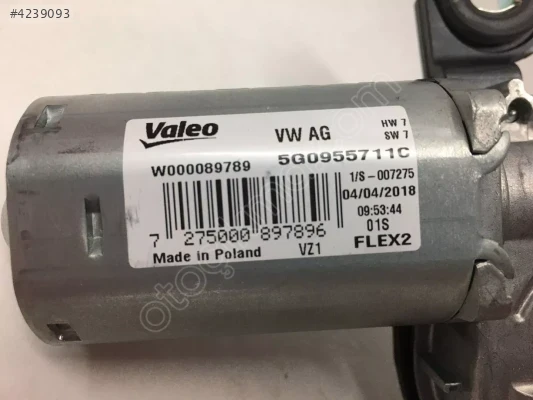 #4239093
Valeo
VW AG
HW 7
SW 7
W000089789
5G0955711C
1/S-007275
04/04/2018
09:53:44
01S
FLEX2
7 275000 897896
Made in Poland
VZ1